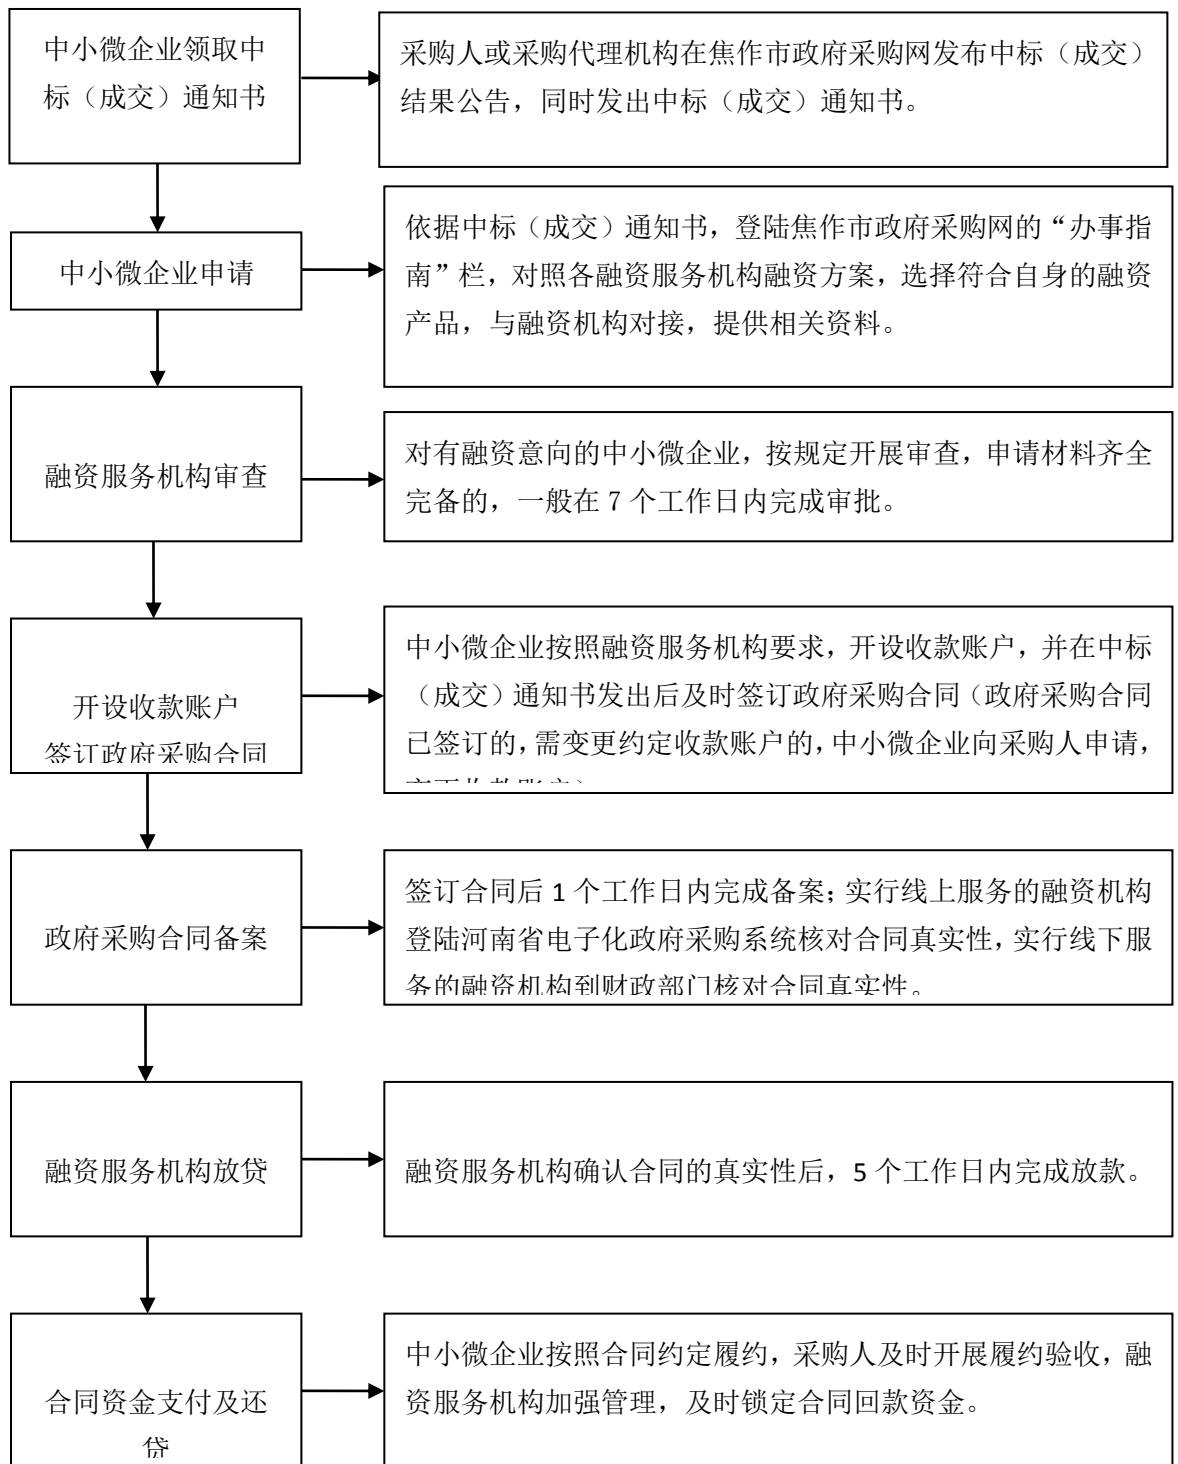 中小微企业领取中
标（成交）通知书
采购人或采购代理机构在焦作市政府采购网发布中标（成交）
结果公告，同时发出中标（成交）通知书。
中小微企业申请
依据中标（成交）通知书，登陆焦作市政府采购网的“办事指
南”栏，对照各融资服务机构融资方案，选择符合自身的融资
产品，与融资机构对接，提供相关资料。
融资服务机构审查
对有融资意向的中小微企业，按规定开展审查，申请材料齐全
完备的，一般在 7 个工作日内完成审批。
开设收款账户
签订政府采购合同
中小微企业按照融资服务机构要求，开设收款账户，并在中标
（成交）通知书发出后及时签订政府采购合同（政府采购合同
已签订的，需变更约定收款账户的，中小微企业向采购人申请，
政府采购合同备案
签订合同后 1 个工作日内完成备案；实行线上服务的融资机构
登陆河南省电子化政府采购系统核对合同真实性，实行线下服
务的融资机构到财政部门核对合同真实性。
融资服务机构放贷
融资服务机构确认合同的真实性后，5 个工作日内完成放款。
合同资金支付及还
贷
中小微企业按照合同约定履约，采购人及时开展履约验收，融
资服务机构加强管理，及时锁定合同回款资金。